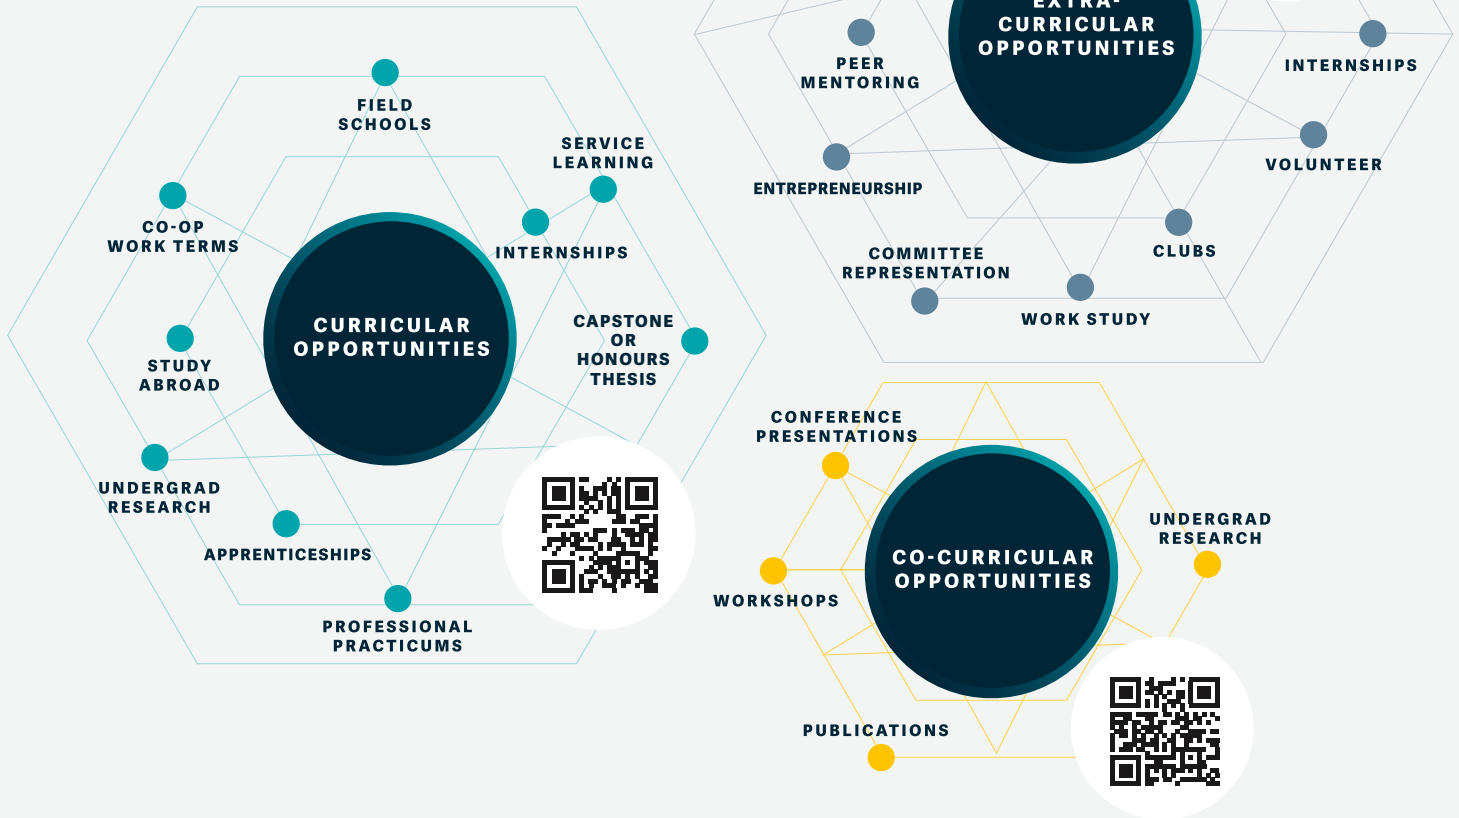 FIELD
SCHOOLS
SERVICE
LEARNING
CO-OP
WORK TERMS
INTERNSHIPS
CURRICULAR
OPPORTUNITIES
CAPSTONE
OR
HONOURS
THESIS
STUDY
ABROAD
UNDERGRAD
RESEARCH
APPRENTICESHIPS
PROFESSIONAL
PRACTICUMS
EXTRA-
CURRICULAR
OPPORTUNITIES
PEER
MENTORING
INTERNSHIPS
VOLUNTEER
ENTREPRENEURSHIP
CLUBS
COMMITTEE
REPRESENTATION
WORK STUDY
CONFERENCE
PRESENTATIONS
UNDERGRAD
RESEARCH
CO-CURRICULAR
OPPORTUNITIES
WORKSHOPS
PUBLICATIONS